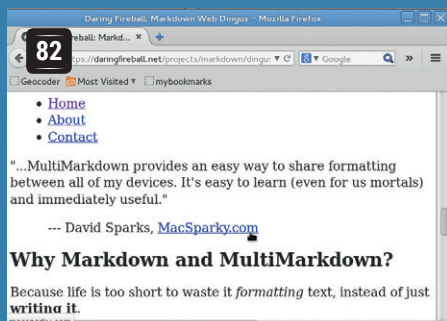 Daring Fireball: Markdown Web Dingus - Mozilla Firefox
82
reball: Markd... × +
tps://daringfireball.net/projects/markdown/dingu: Google
Geocoder Most Visited mybookmarks
Home
About
Contact
"...MultiMarkdown provides an easy way to share formatting
between all of my devices. It's easy to learn (even for us mortals)
and immediately useful."
--- David Sparks, MacSparky.com
Why Markdown and MultiMarkdown?
Because life is too short to waste it formatting text, instead of just
writing it.